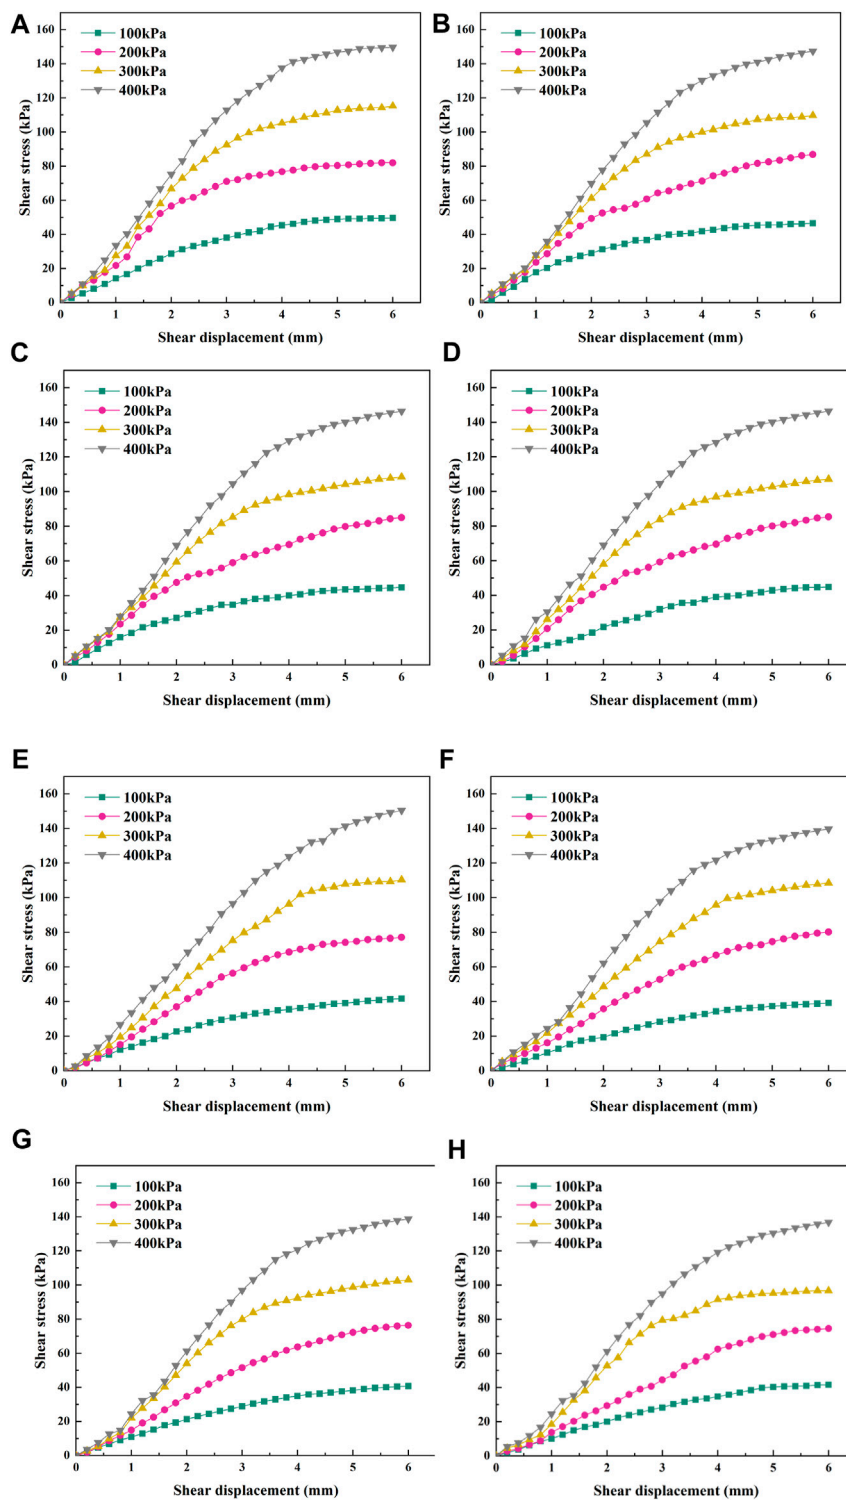 A
100kPa
200kPa
300kPa
400kPa
Shear stress (kPa)
160
140
120
100
80
60
40
20
0
0 1 2 3 4 5 6
Shear displacement (mm)
B
100kPa
200kPa
300kPa
400kPa
Shear stress (kPa)
160
140
120
100
80
60
40
20
0
0 1 2 3 4 5 6
Shear displacement (mm)
C
100kPa
200kPa
300kPa
400kPa
Shear stress (kPa)
160
140
120
100
80
60
40
20
0
0 1 2 3 4 5 6
Shear displacement (mm)
D
100kPa
200kPa
300kPa
400kPa
Shear stress (kPa)
160
140
120
100
80
60
40
20
0
0 1 2 3 4 5 6
Shear displacement (mm)
E
100kPa
200kPa
300kPa
400kPa
Shear stress (kPa)
160
140
120
100
80
60
40
20
0
0 1 2 3 4 5 6
Shear displacement (mm)
F
100kPa
200kPa
300kPa
400kPa
Shear stress (kPa)
160
140
120
100
80
60
40
20
0
0 1 2 3 4 5 6
Shear displacement (mm)
G
100kPa
200kPa
300kPa
400kPa
Shear stress (kPa)
160
140
120
100
80
60
40
20
0
0 1 2 3 4 5 6
Shear displacement (mm)
H
100kPa
200kPa
300kPa
400kPa
Shear stress (kPa)
160
140
120
100
80
60
40
20
0
0 1 2 3 4 5 6
Shear displacement (mm)